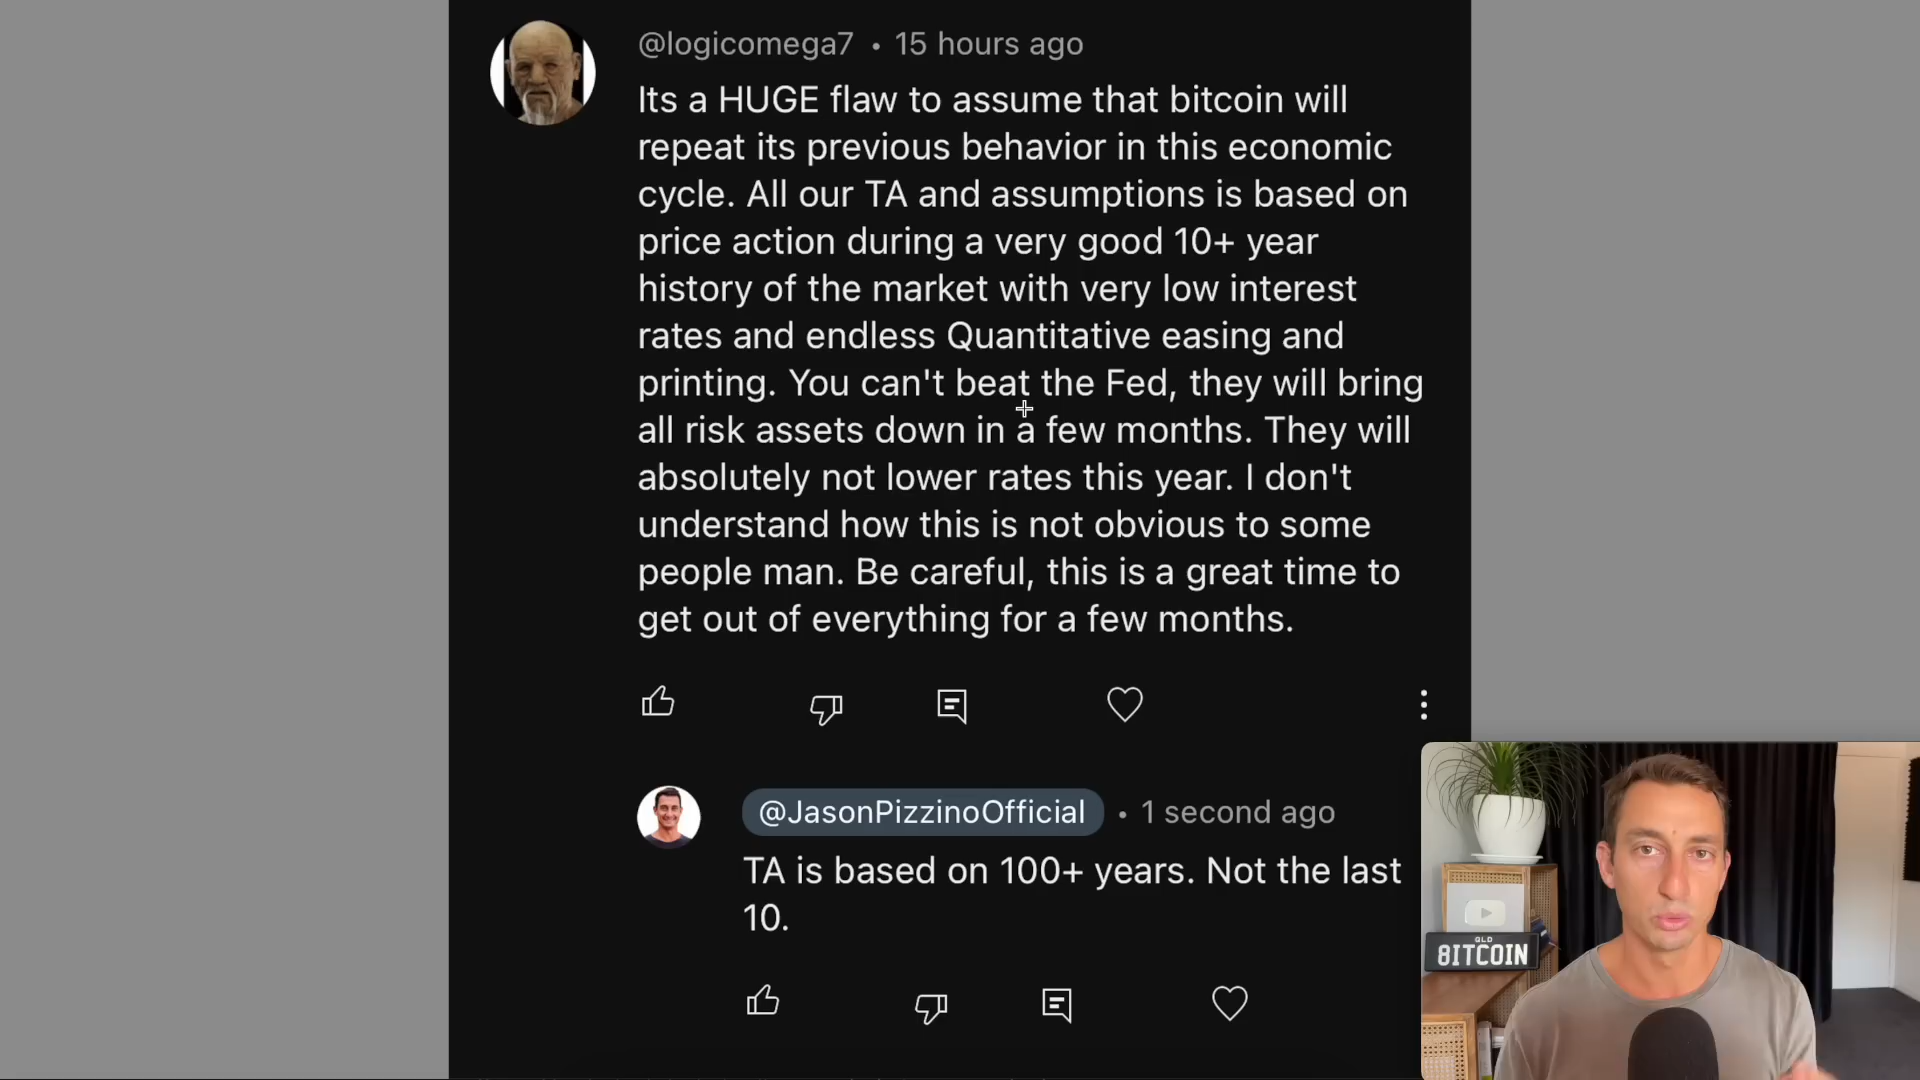 @logicomega7 • 15 hours ago
Its a HUGE flaw to assume that bitcoin will
repeat its previous behavior in this economic
cycle. All our TA and assumptions is based on
price action during a very good 10+ year
history of the market with very low interest
rates and endless Quantitative easing and
printing. You can't beat the Fed, they will bring
all risk assets down in a few months. They will
absolutely not lower rates this year. I don't
understand how this is not obvious to some
people man. Be careful, this is a great time to
get out of everything for a few months.
@JasonPizzinoOfficial • 1 second ago
TA is based on 100+ years. Not the last
10.
QLD
8ITCOIN